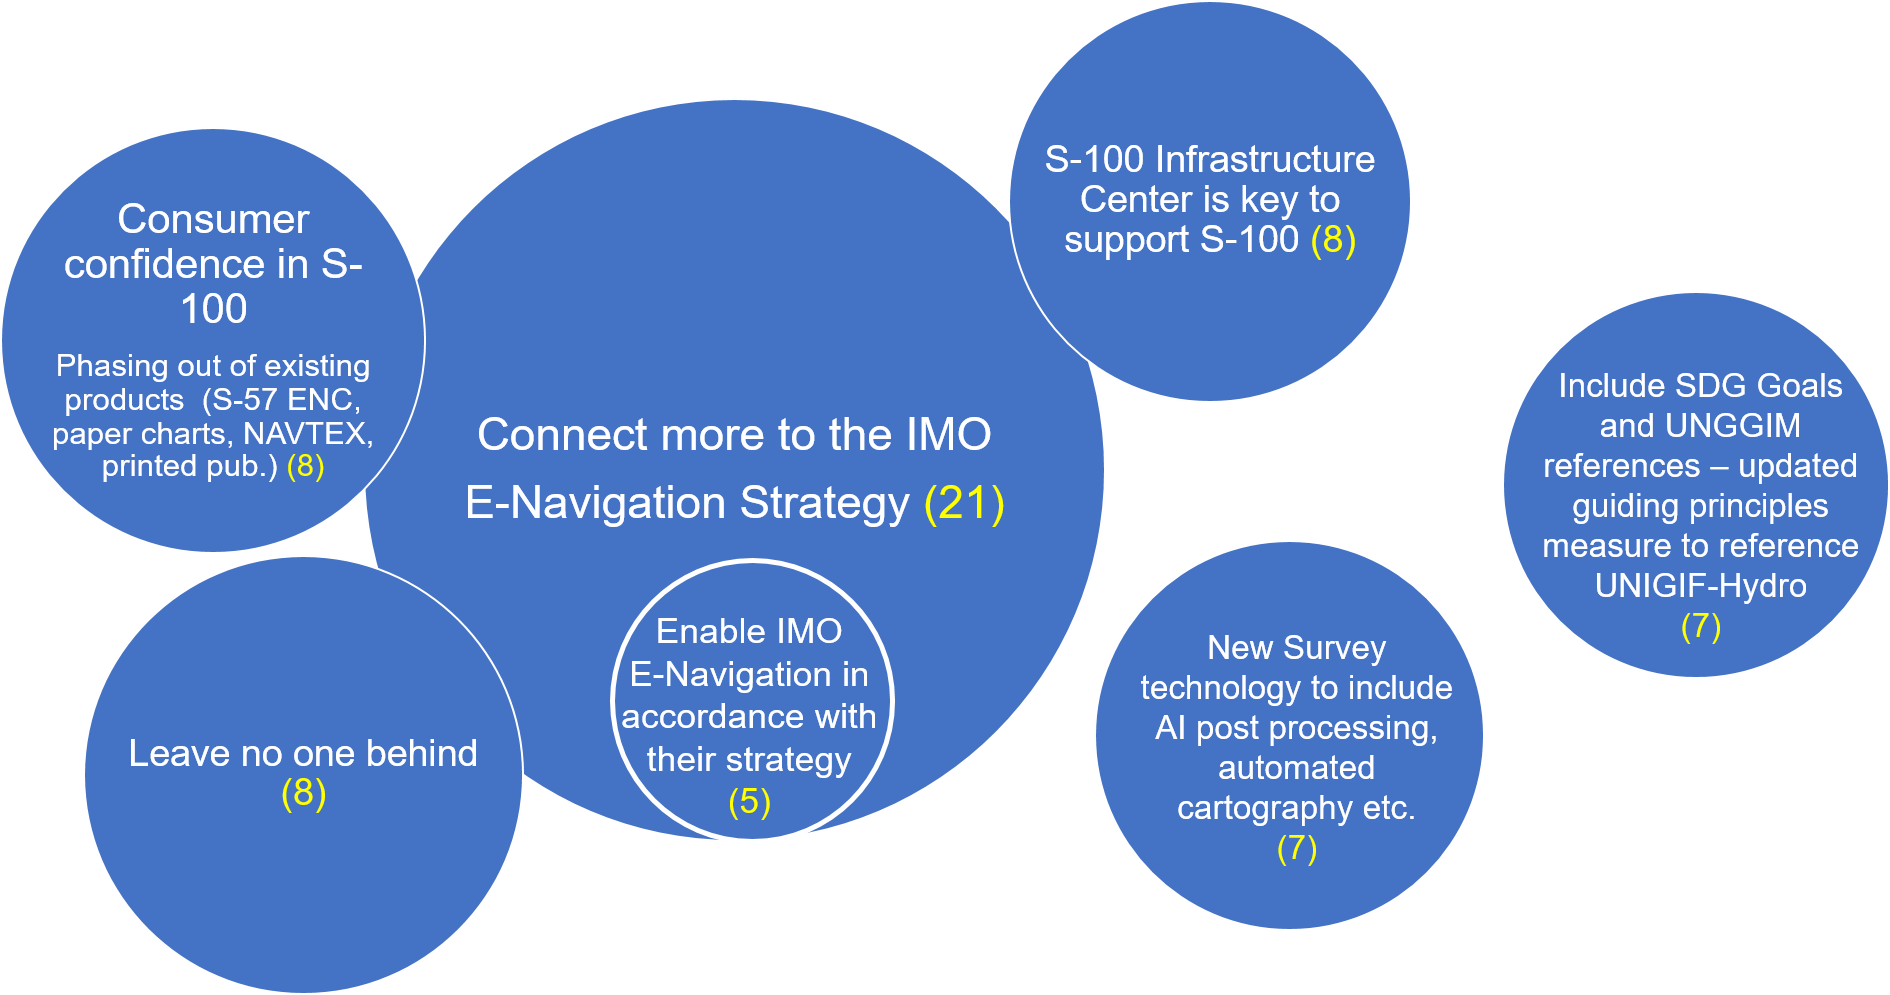 Consumer
confidence in S-
100
Phasing out of existing
products  (S-57 ENC,
paper charts, NAVTEX,
printed pub.) (8)
Connect more to the IMO
E-Navigation Strategy (21)
Enable IMO
E-Navigation in
accordance with
their strategy
(5)
Leave no one behind
(8)
S-100 Infrastructure
Center is key to
support S-100 (8)
New Survey
technology to include
AI post processing,
automated
cartography etc.
(7)
Include SDG Goals
and UNGGIM
references – updated
guiding principles
measure to reference
UNIGIF-Hydro
(7)